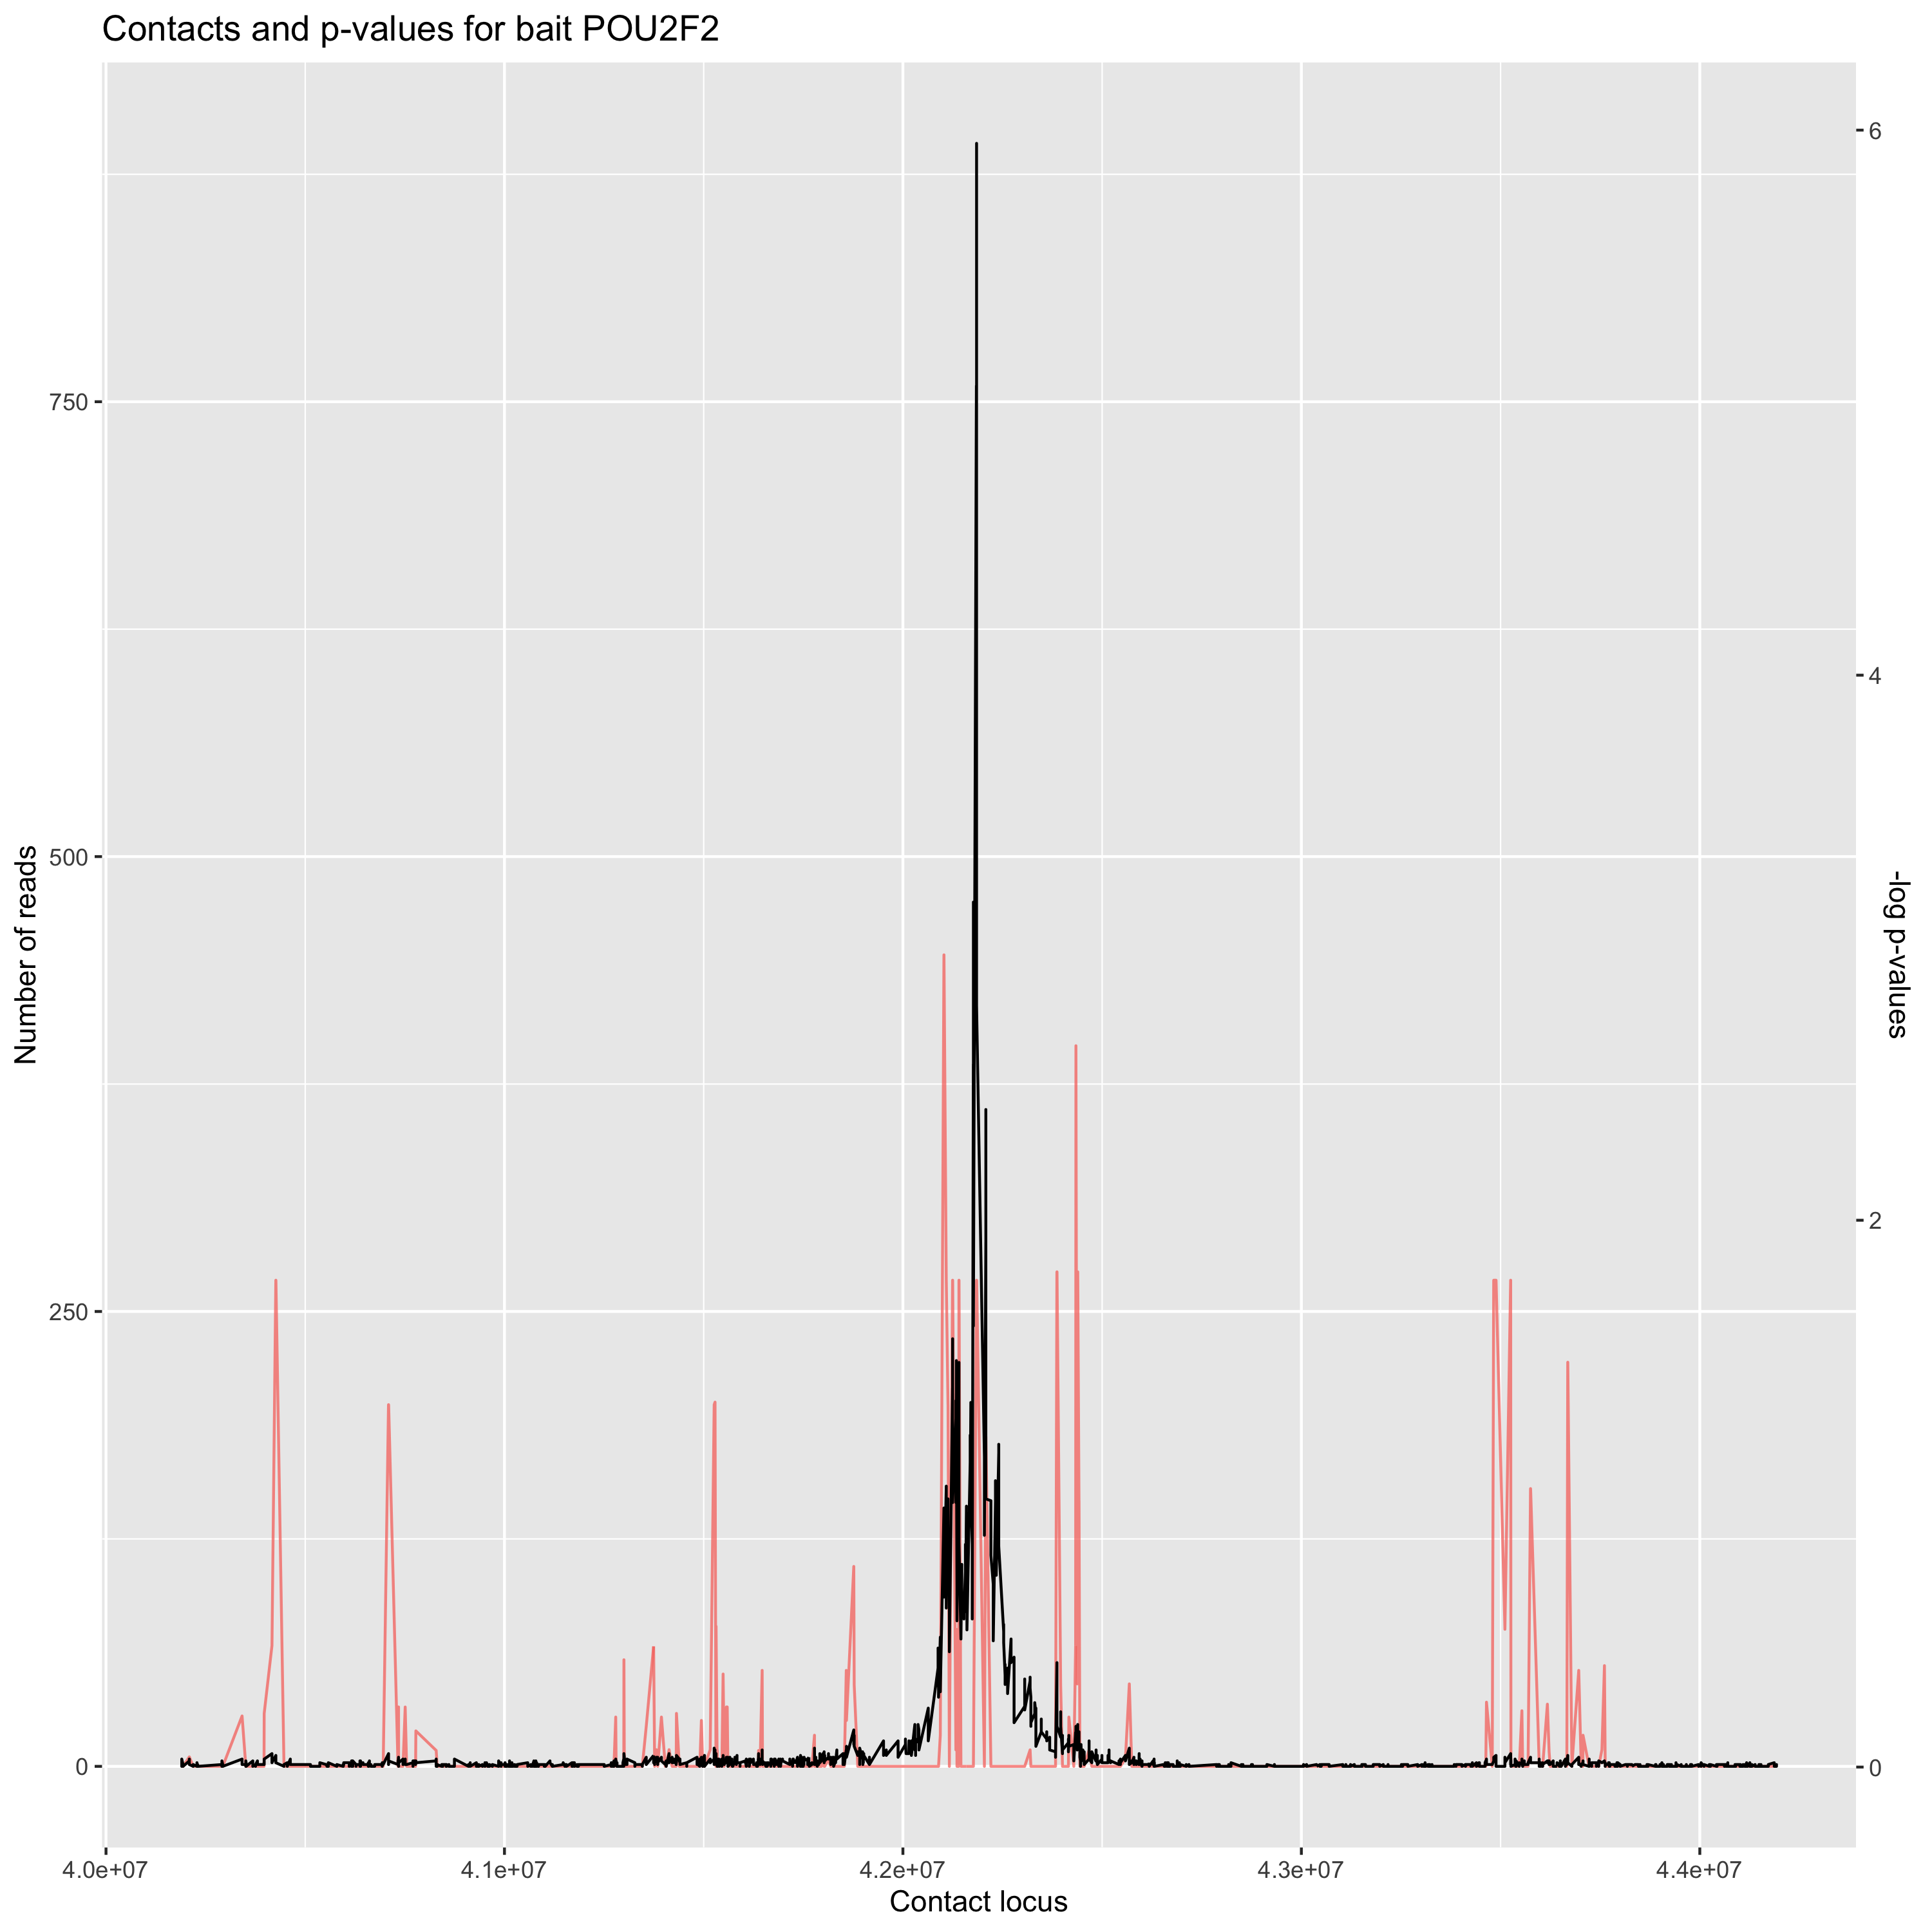 Contacts and p-values for bait POU2F2
Number of reads
750
500
250
0
6
4
2
0
-log p-values
4.0e+07 4.1e+07 4.2e+07 4.3e+07 4.4e+07
Contact locus